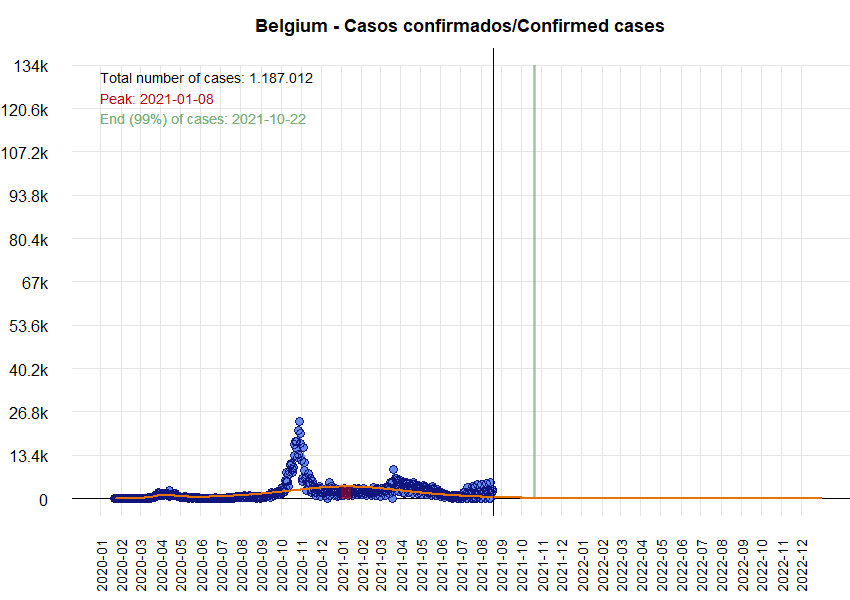 Belgium - Casos confirmados/Confirmed cases
134k
120.6k
107.2k
93.8k
80.4k
67k
53.6k
40.2k
26.8k
13.4k
0
Total number of cases: 1.187.012
Peak: 2021-01-08
End (99%) of cases: 2021-10-22
2020-01
2020-02
2020-03
2020-04
2020-05
2020-06
2020-07
2020-08
2020-09
2020-10
2020-11
2020-12
2021-01
2021-02
2021-03
2021-04
2021-05
2021-06
2021-07
2021-08
2021-09
2021-10
2021-11
2021-12
2022-01
2022-02
2022-03
2022-04
2022-05
2022-06
2022-07
2022-08
2022-09
2022-10
2022-11
2022-12